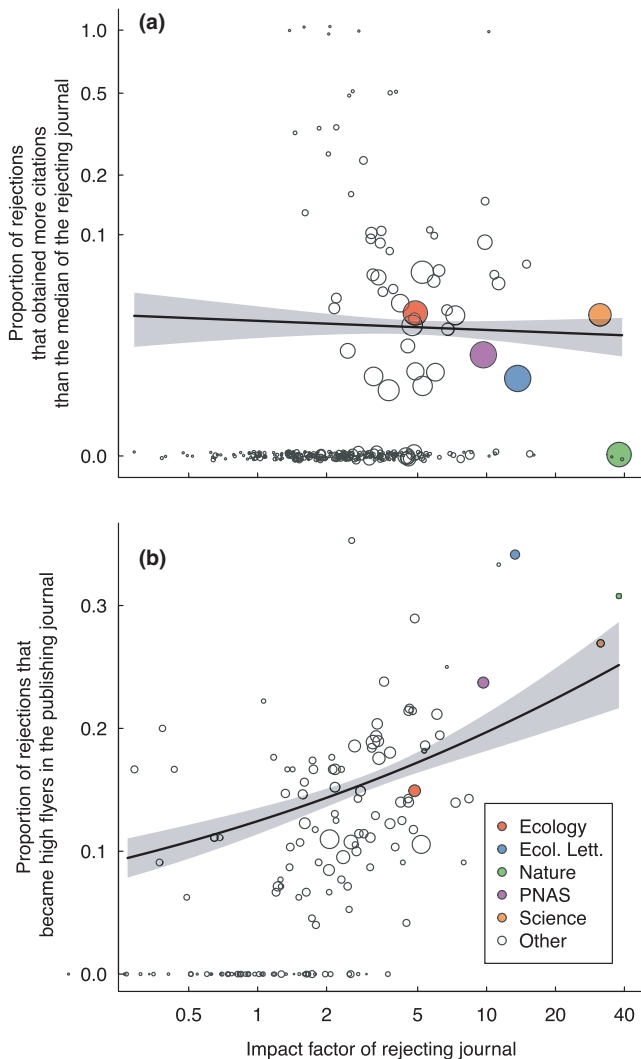 (a)
Proportion of rejections
that obtained more citations
than the median of the rejecting journal
1.0
0.5
0.2
0.1
0.0
(b)
Proportion of rejections that
became high flyers in the publishing journal
0.3
0.2
0.1
0.0
Ecology
Ecol. Lett.
Nature
PNAS
Science
Other
0.5
1
2
5
10
20
40
Impact factor of rejecting journal